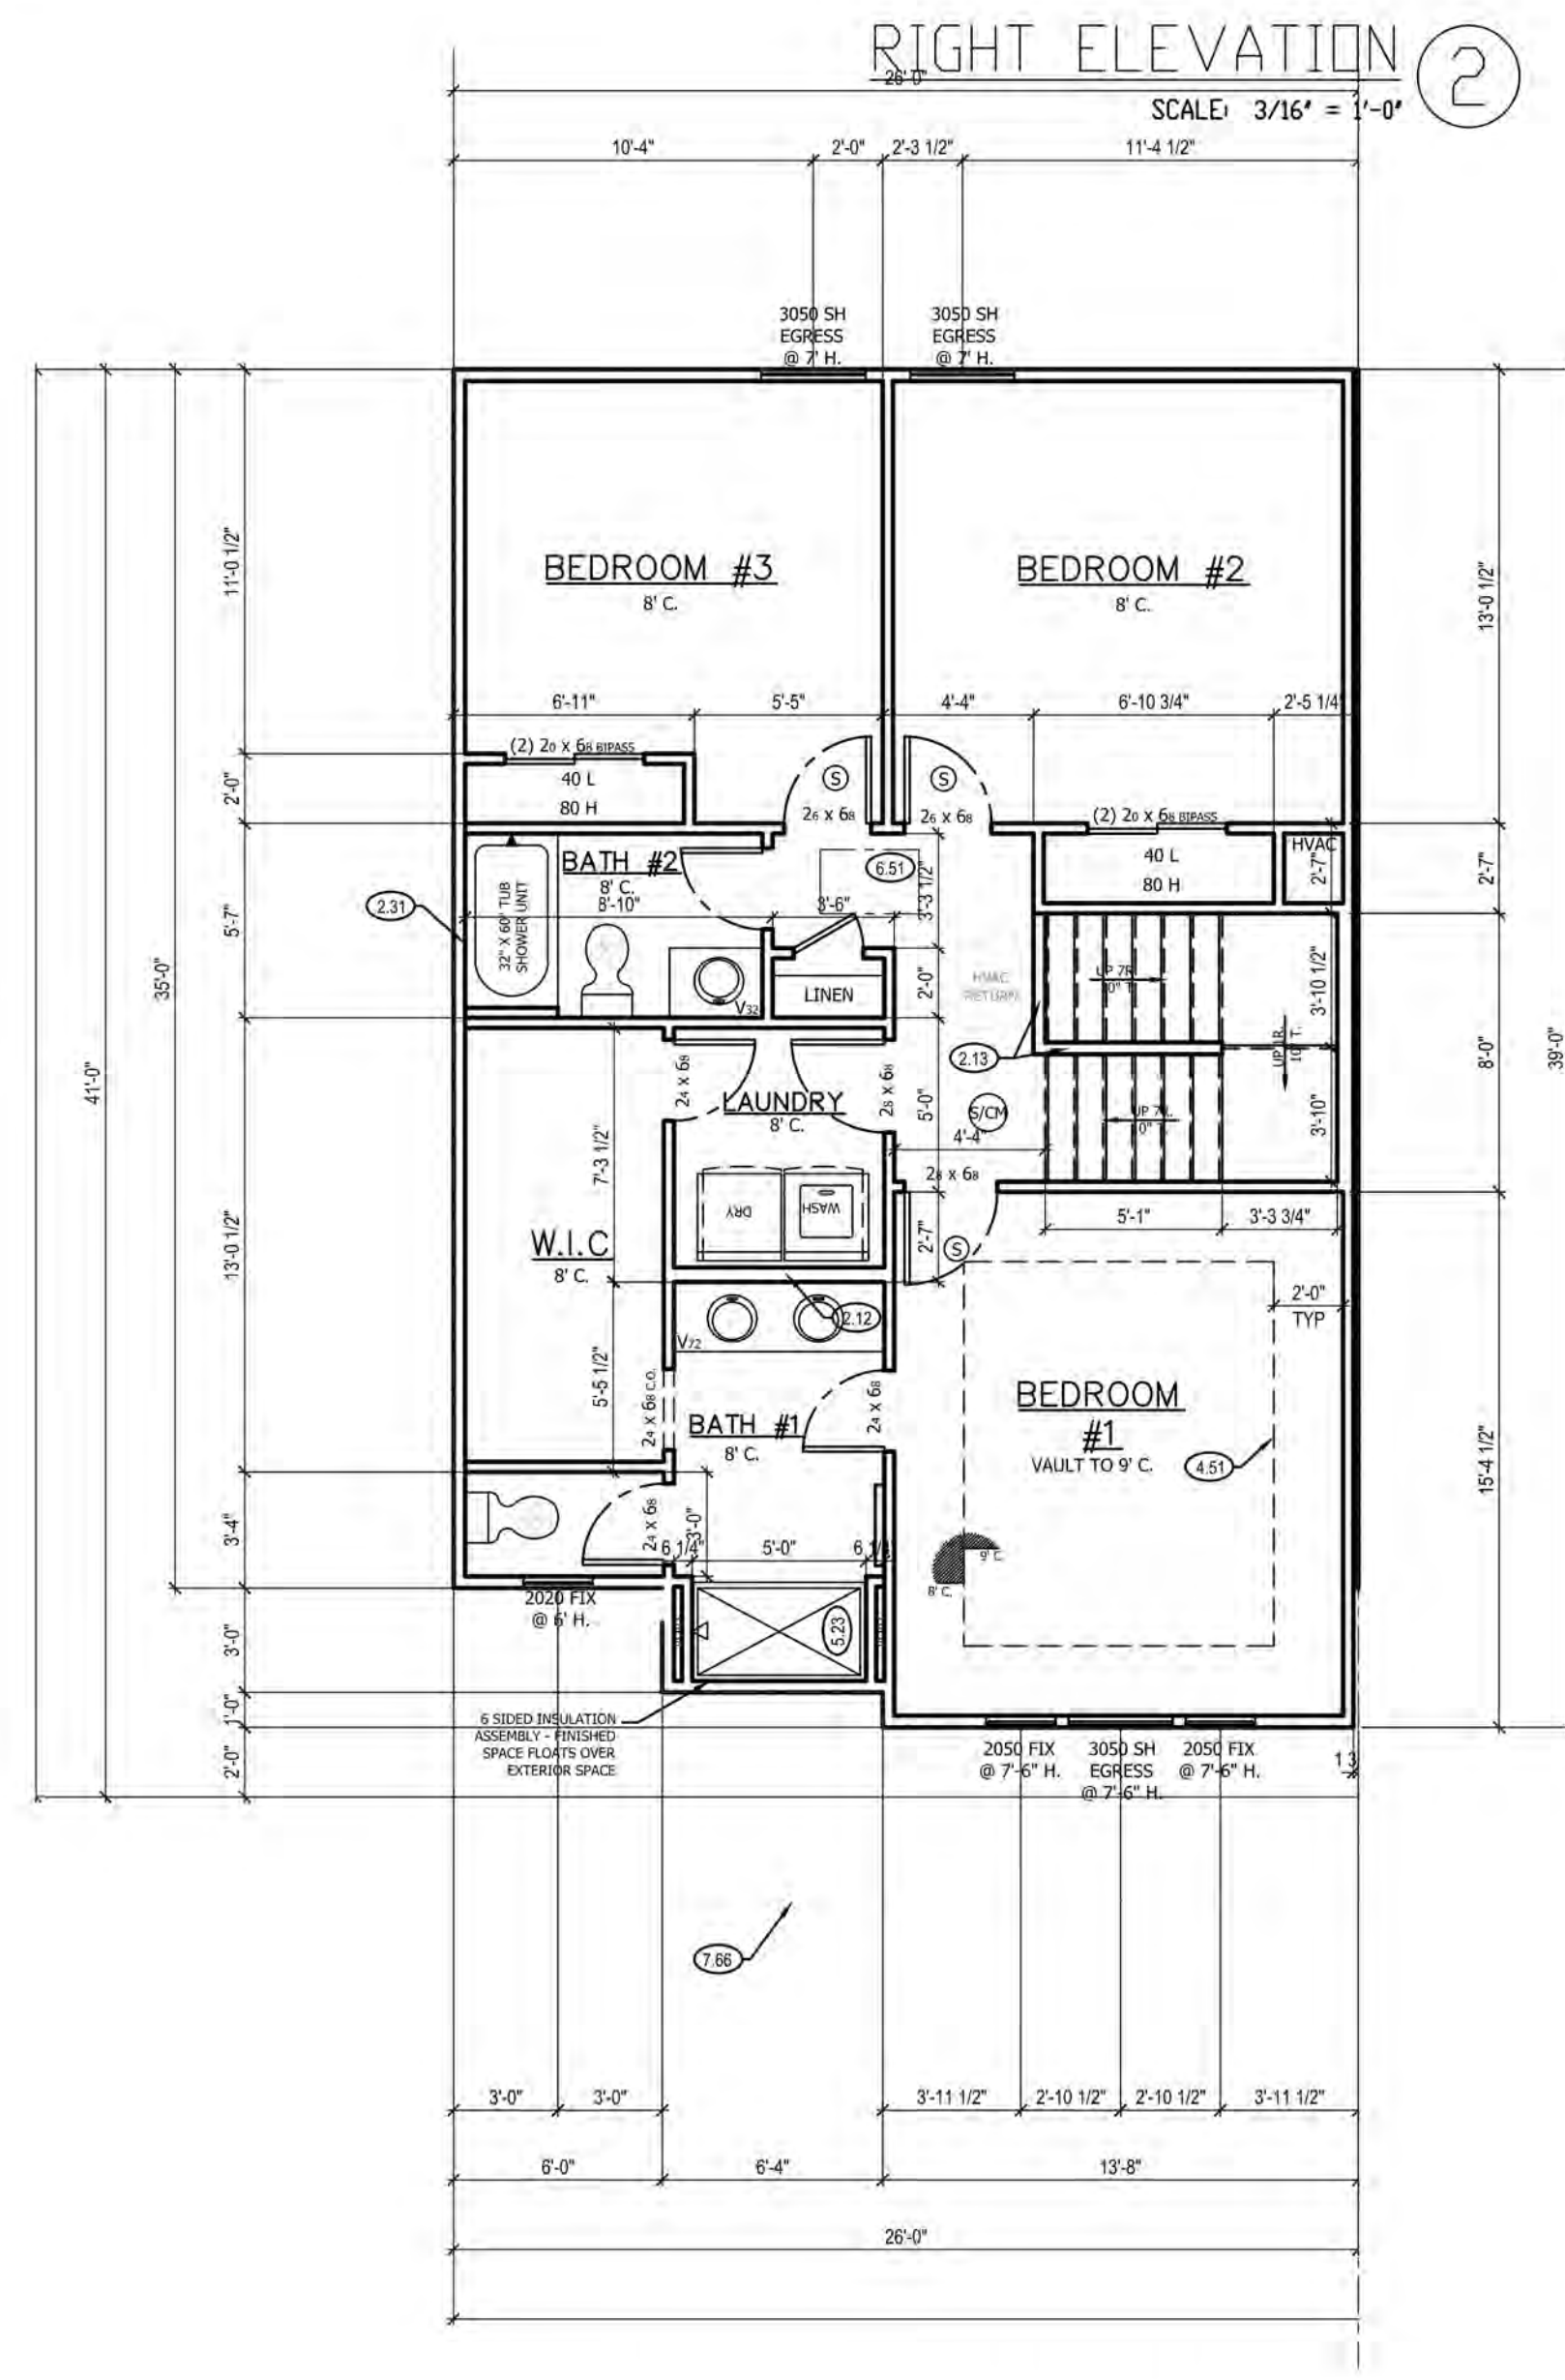 RIGHT ELEVATION
2
26'-0"
SCALE: 3/16" = 1'-0"
10'-4"
2'-0"
2'-3 1/2"
11'-4 1/2"
3050 SH
EGRESS
@ 7' H.
3050 SH
EGRESS
@ 7' H.
11'-0 1/2"
BEDROOM #3
8' C.
BEDROOM #2
8' C.
13'-0 1/2"
6'-11"
5'-5"
4'-4"
6'-10 3/4"
2'-5 1/4
(2) 20 X 68 BIPASS
40 L
80 H
2'-0"
S
S
26 X 68
26 X 68
(2) 20 X 68 BIPASS
40 L
80 H
HVAC
2'-7"
2'-7"
BATH #2
8' C.
8'-10"
6.51
3'-3 1/2"
3'-6"
2.31
32" X 60" TUB
SHOWER UNIT
5'-7"
35'-0"
V32
LINEN
2'-0"
HVAC
RETURN
UP 7R
3'-10 1/2"
UP 1R.
10" T.
2.13
8'-0"
39'-0"
41'-0"
24 X 68
LAUNDRY
8' C.
28 X 68
5'-0"
S/CM
4'-4"
3'-10"
7'-3 1/2"
28 X 68
DRY
WASH
2'-7"
S
5'-1"
3'-3 3/4"
W.I.C
8' C.
13'-0 1/2"
2'-0"
TYP
2.12
V72
5'-5 1/2"
24 X 68 C.O.
24 X 68
BATH #1
8' C.
BEDROOM
#1
VAULT TO 9' C.
4.51
15'-4 1/2"
3'-4"
24 X 68
3'-0"
6 1/4"
5'-0"
9' C
8' C.
2020 FIX
@ 6' H.
5.23
3'-0"
1'-0"
2'-0"
6 SIDED INSULATION
ASSEMBLY - FINISHED
SPACE FLOATS OVER
EXTERIOR SPACE
2050 FIX
@ 7'-6" H.
3050 SH
EGRESS
@ 7'-6" H.
2050 FIX
@ 7'-6" H.
7.66
3'-0"
3'-0"
3'-11 1/2"
2'-10 1/2"
2'-10 1/2"
3'-11 1/2"
6'-0"
6'-4"
13'-8"
26'-0"